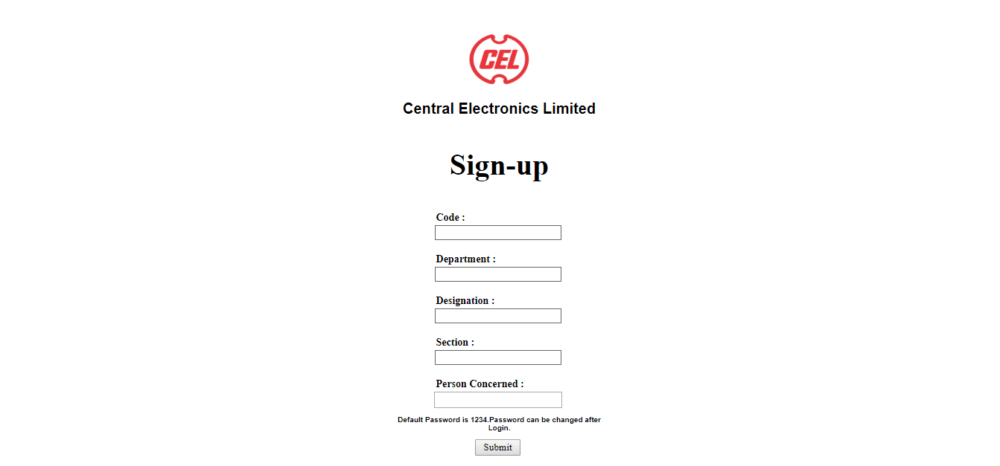 CEL
Central Electronics Limited
Sign-up
Code :
Department :
Designation :
Section :
Person Concerned :
Default Password is 1234.Password can be changed after
Login.
Submit